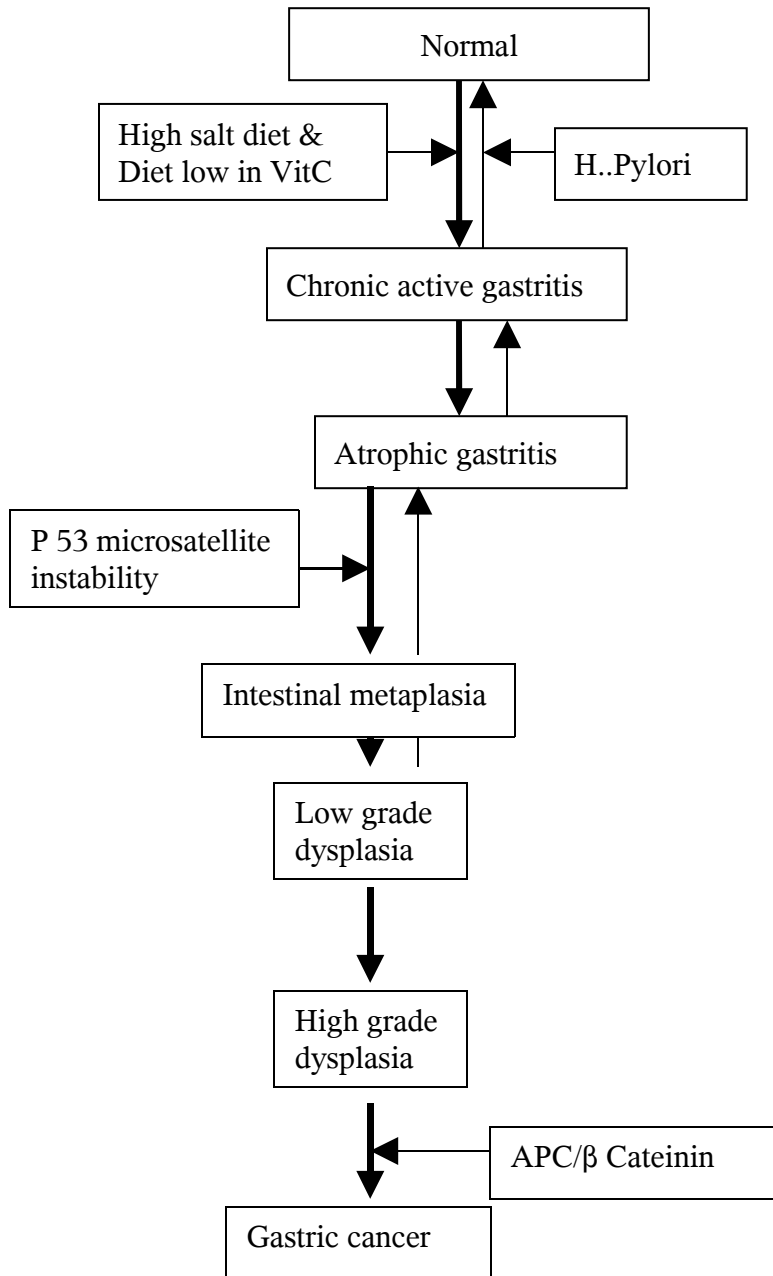 Normal
High salt diet &
Diet low in VitC
H..Pylori
Chronic active gastritis
Atrophic gastritis
P 53 microsatellite
instability
Intestinal metaplasia
Low grade
dysplasia
High grade
dysplasia
APC/β Cateinin
Gastric cancer